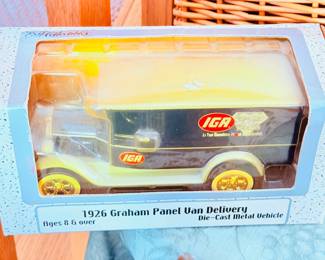 IGA
IGA
1926 Graham Panel Van Delivery
Ages 8 & over
Die-Cast Metal Vehicle